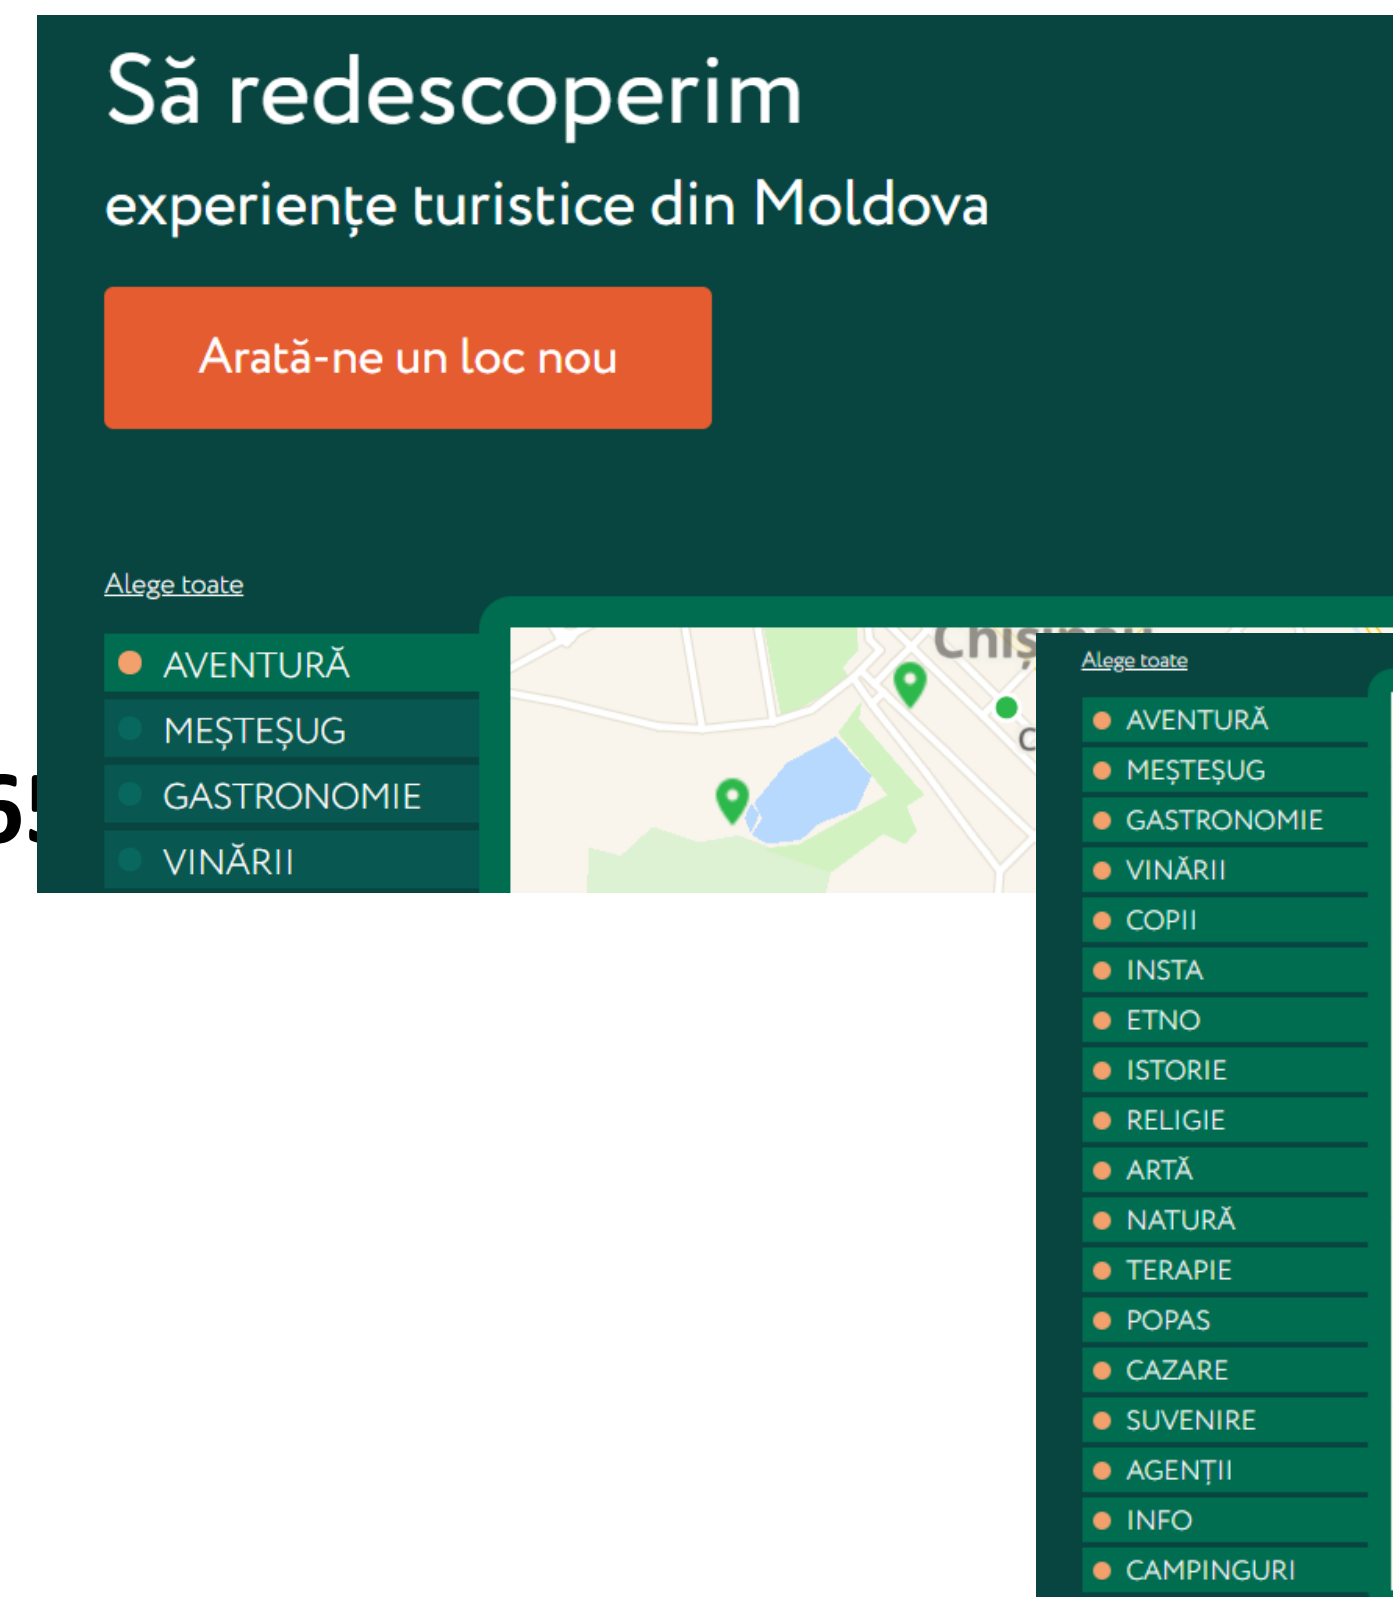 Să redescoperim
experiențe turistice din Moldova
Arată-ne un loc nou
Alege toate
AVENTURĂ
MEȘTEȘUG
GASTRONOMIE
VINĂRII
Alege toate
AVENTURĂ
MEȘTEȘUG
GASTRONOMIE
VINĂRII
COPII
INSTA
ETNO
ISTORIE
RELIGIE
ARTĂ
NATURĂ
TERAPIE
POPAS
CAZARE
SUVENIRE
AGENȚII
INFO
CAMPINGURI